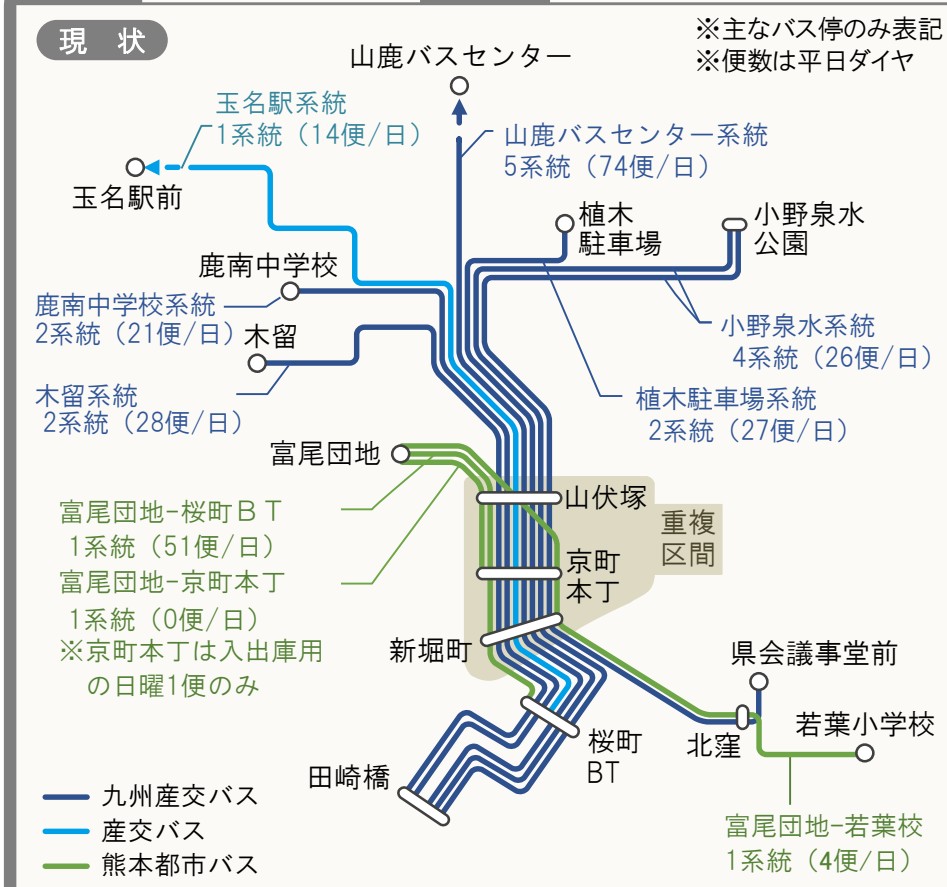 現 状
※主なバス停のみ表記
※便数は平日ダイヤ
山鹿バスセンター
玉名駅系統
1系統（14便/日）
山鹿バスセンター系統
5系統（74便/日）
玉名駅前
植木
駐車場
小野泉水
公園
鹿南中学校
鹿南中学校系統
2系統（21便/日）
木留
小野泉水系統
4系統（26便/日）
木留系統
2系統（28便/日）
植木駐車場系統
2系統（27便/日）
富尾団地
山伏塚
重複
区間
富尾団地-桜町ＢＴ
1系統（51便/日）
富尾団地-京町本丁
1系統（0便/日）
※京町本丁は入出庫用
の日曜1便のみ
京町
本丁
新堀町
県会議事堂前
北窪
若葉小学校
桜町
BT
田崎橋
九州産交バス
産交バス
熊本都市バス
富尾団地-若葉校
1系統（4便/日）